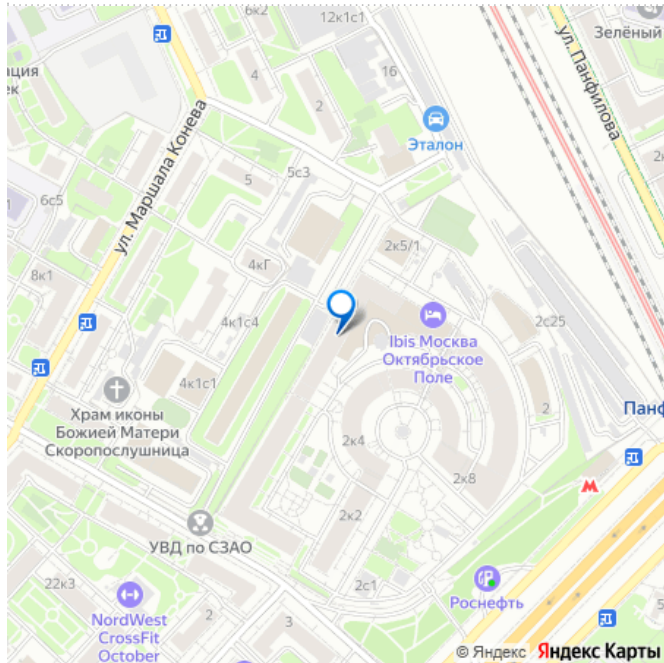 6к2
12к1с1
Зелёный
ул. Панфилова
ация
ек
4
2
16
Эталон
ул. Маршала Конева
5
5с3
6с5
8к1
4кГ
2к5/1
4к1с4
Ibis Москва
Октябрьское
Поле
2с25
4к1с1
Храм иконы
Божией Матери
Скоропослушница
2
Панф
2к4
2к8
2к2
УВД по СЗАО
22к3
2с1
Роснефть
NordWest
CrossFit
October
2
3
5
© Яндекс Яндекс Карты